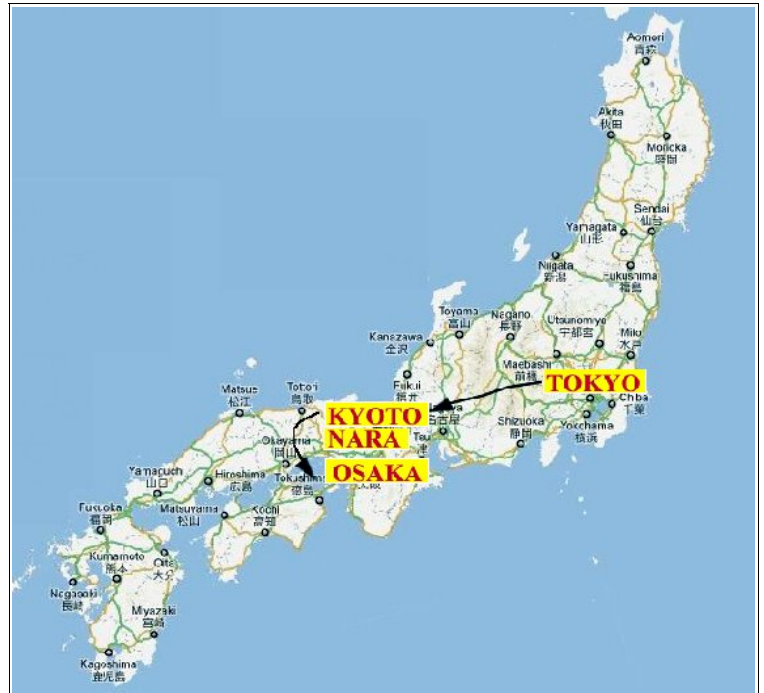 Aomori
青森
Akita
秋田
Morioka
盛岡
Sendai
仙台
Yamagata
山形
Niigata
新潟
Fukushima
福島
Toyama
富山
Nagano
長野
Utsunomiya
宇都宮
Mito
水戸
Kanazawa
金沢
Maebashi
前橋
TOKYO
Fukui
福井
Chiba
千葉
Matsue
松江
Tottori
鳥取
KYOTO
名古屋
Shizuoka
静岡
Yokohama
横浜
NARA
Tsu
津
Okayama
岡山
OSAKA
Yamaguchi
山口
Hiroshima
広島
Tokushima
徳島
Fukuoka
福岡
Matsuyama
松山
Kochi
高知
Kumamoto
熊本
Oita
大分
Nagasaki
長崎
Miyazaki
宮崎
Kagoshima
鹿児島